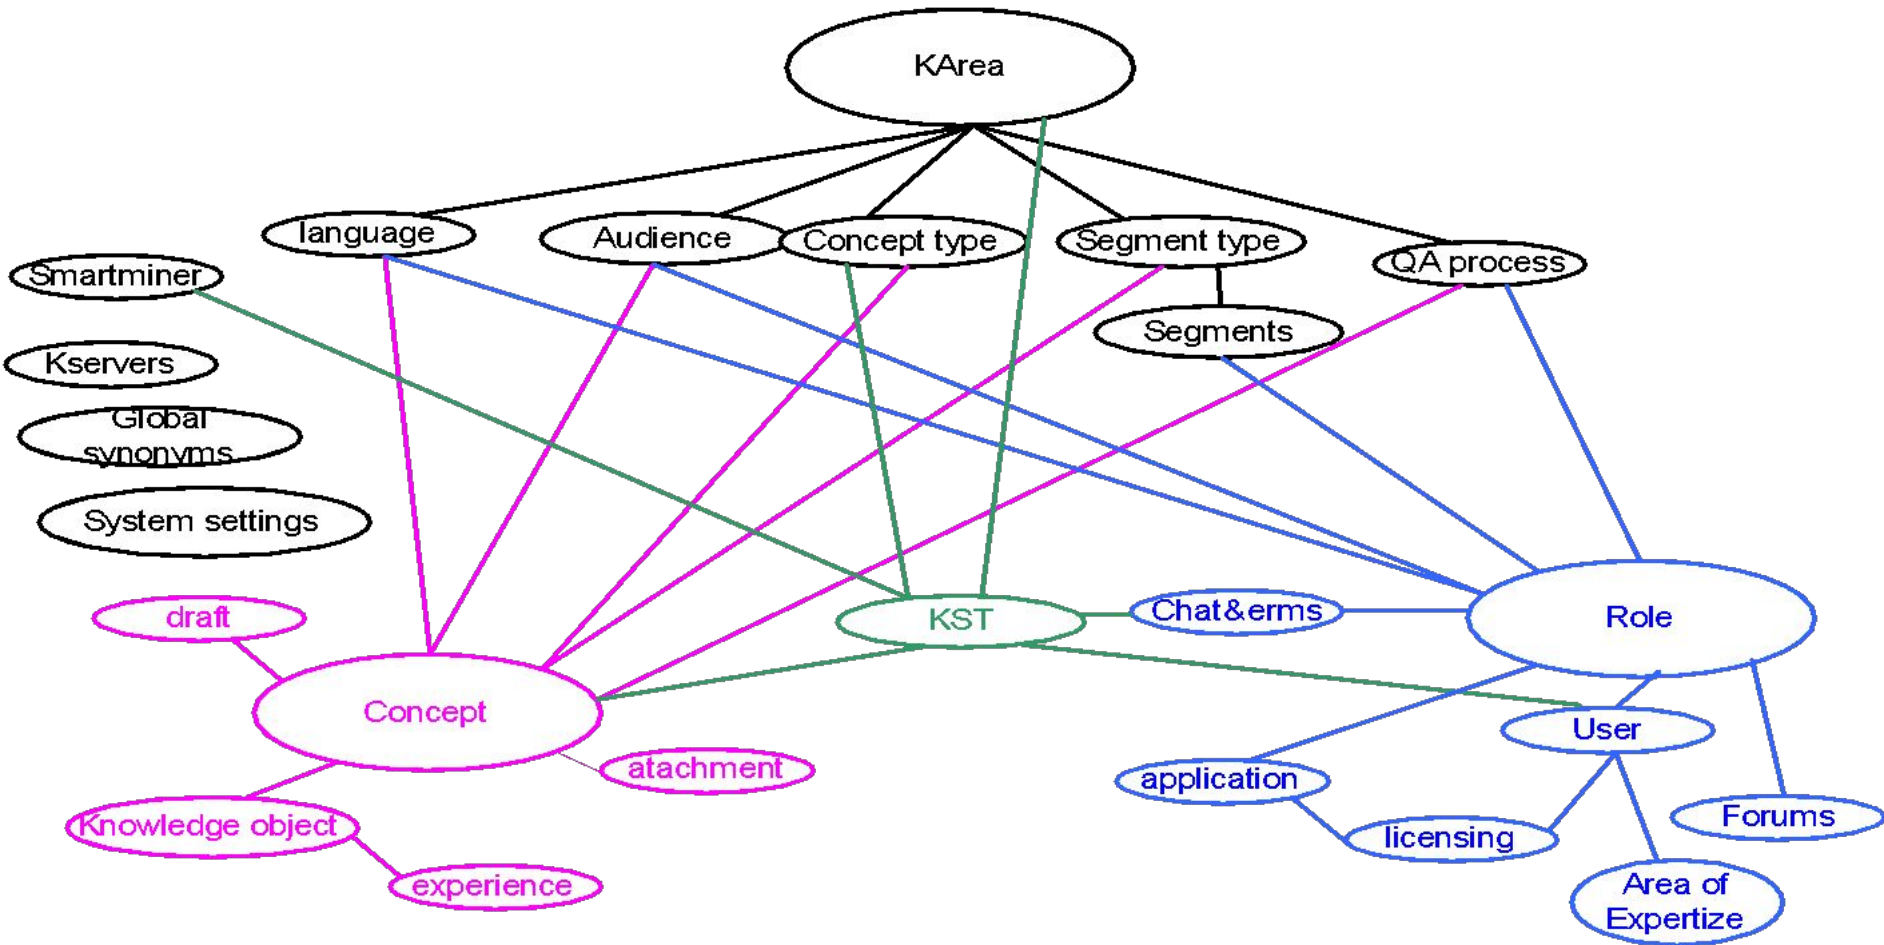 KArea
language
Audience
Concept type
Segment type
QA process
Smartminer
Segments
Kservers
Global
synonyms
System settings
draft
KST
Chat&erms
Role
Concept
User
atachment
application
Knowledge object
licensing
Forums
experience
Area of
Expertize